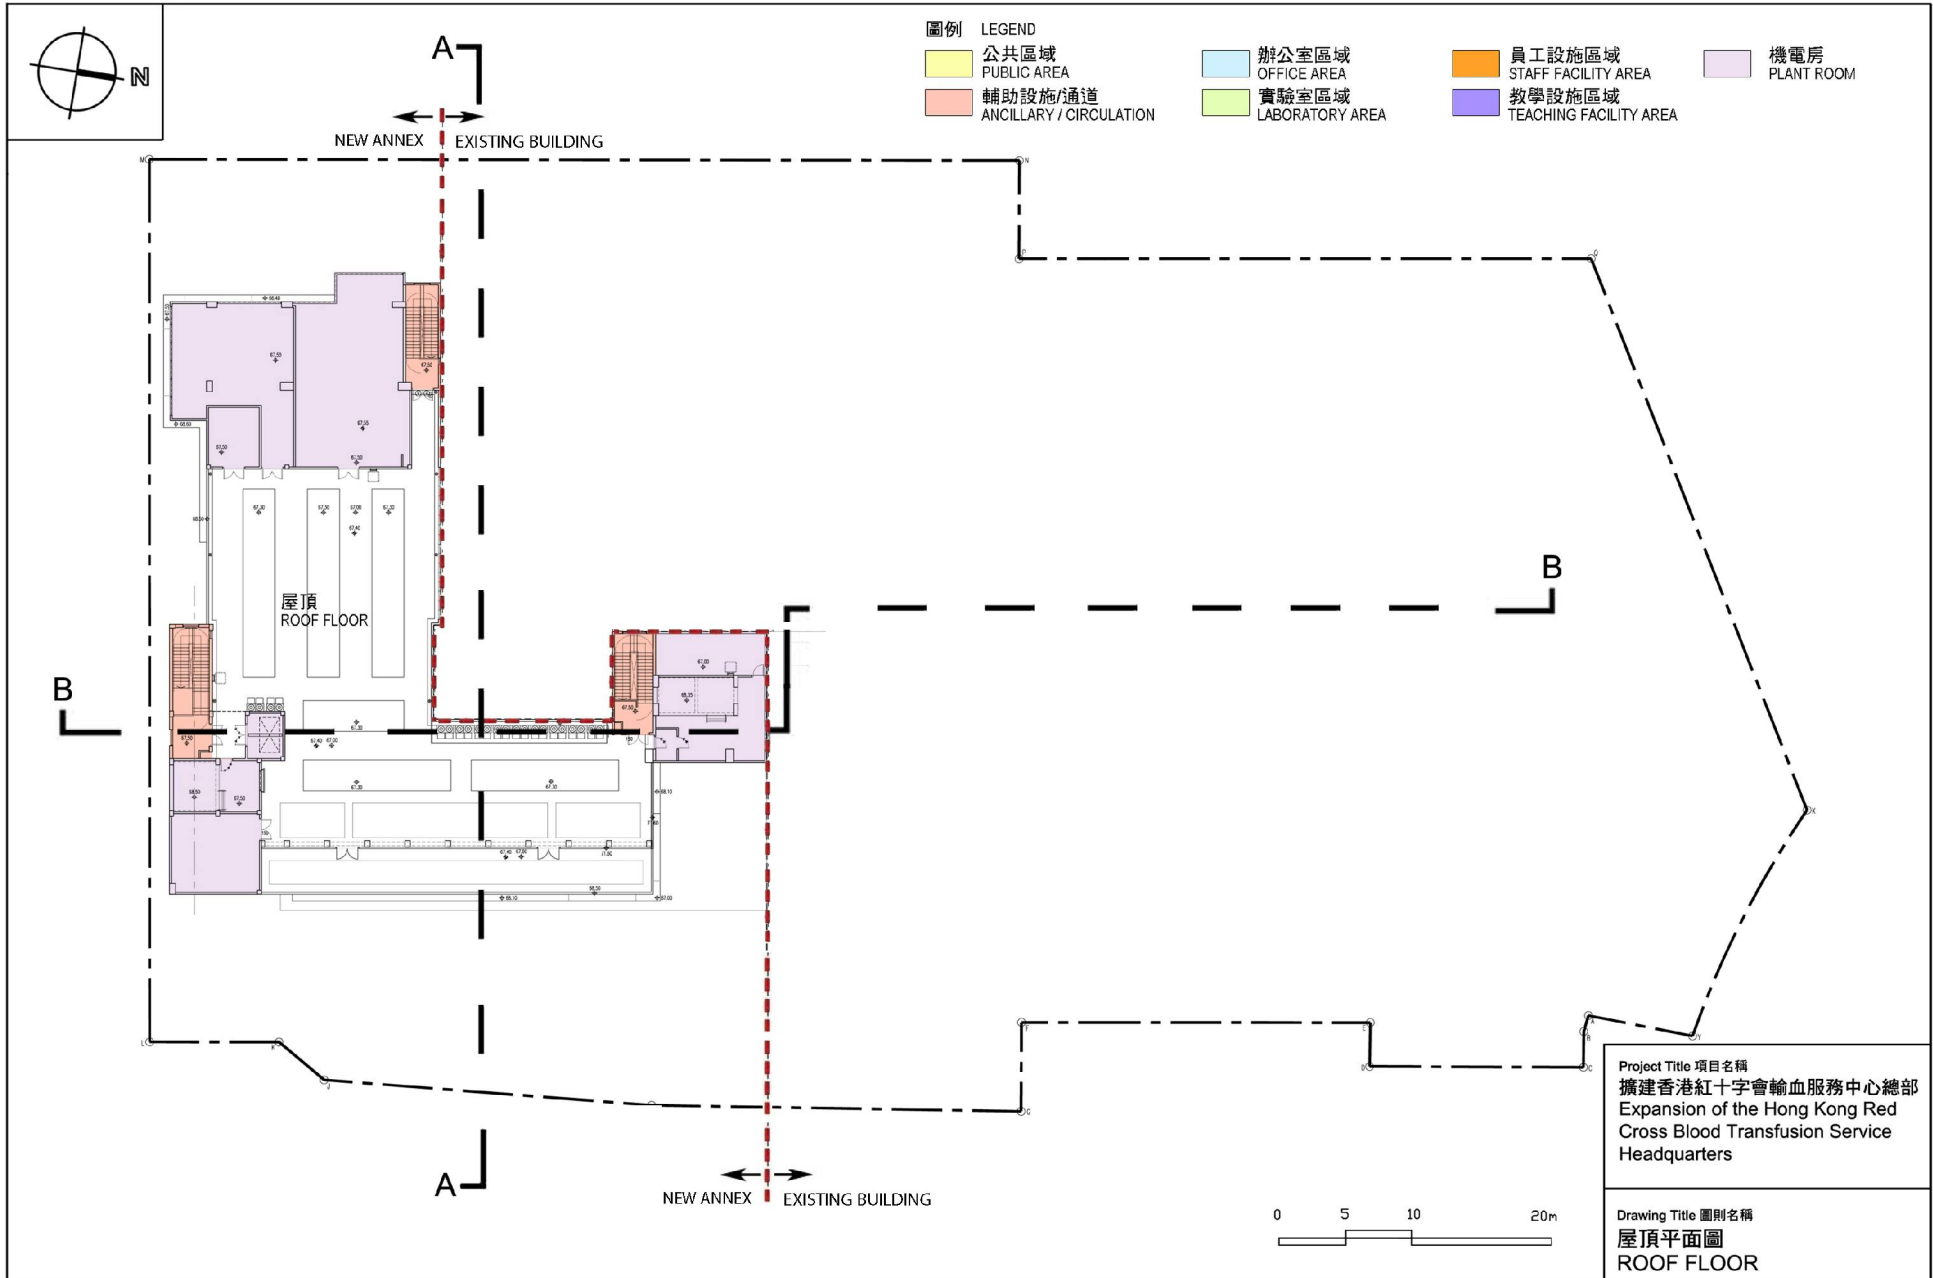 N
圖例 LEGEND
公共區域
PUBLIC AREA
輔助設施/通道
ANCILLARY / CIRCULATION
辦公室區域
OFFICE AREA
實驗室區域
LABORATORY AREA
員工設施區域
STAFF FACILITY AREA
教學設施區域
TEACHING FACILITY AREA
機電房
PLANT ROOM
A
NEW ANNEX EXISTING BUILDING
屋頂
ROOF FLOOR
B
B
A
NEW ANNEX EXISTING BUILDING
0 5 10 20m
Project Title 項目名稱
擴建香港紅十字會輸血服務中心總部
Expansion of the Hong Kong Red
Cross Blood Transfusion Service
Headquarters
Drawing Title 圖則名稱
屋頂平面圖
ROOF FLOOR